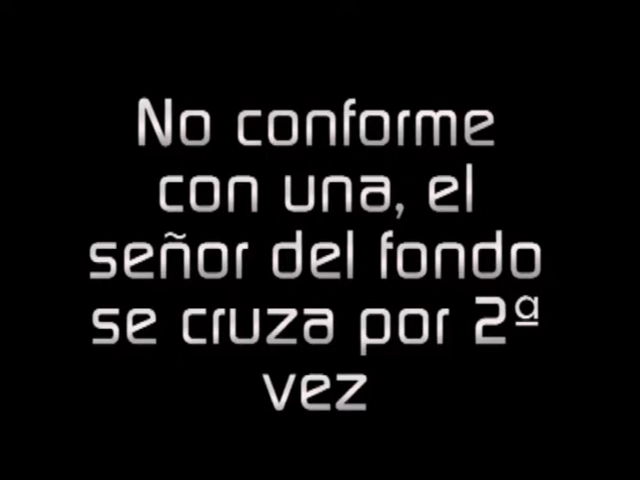 No conforme
con una, el
señor del fondo
se cruza por 2ª
vez